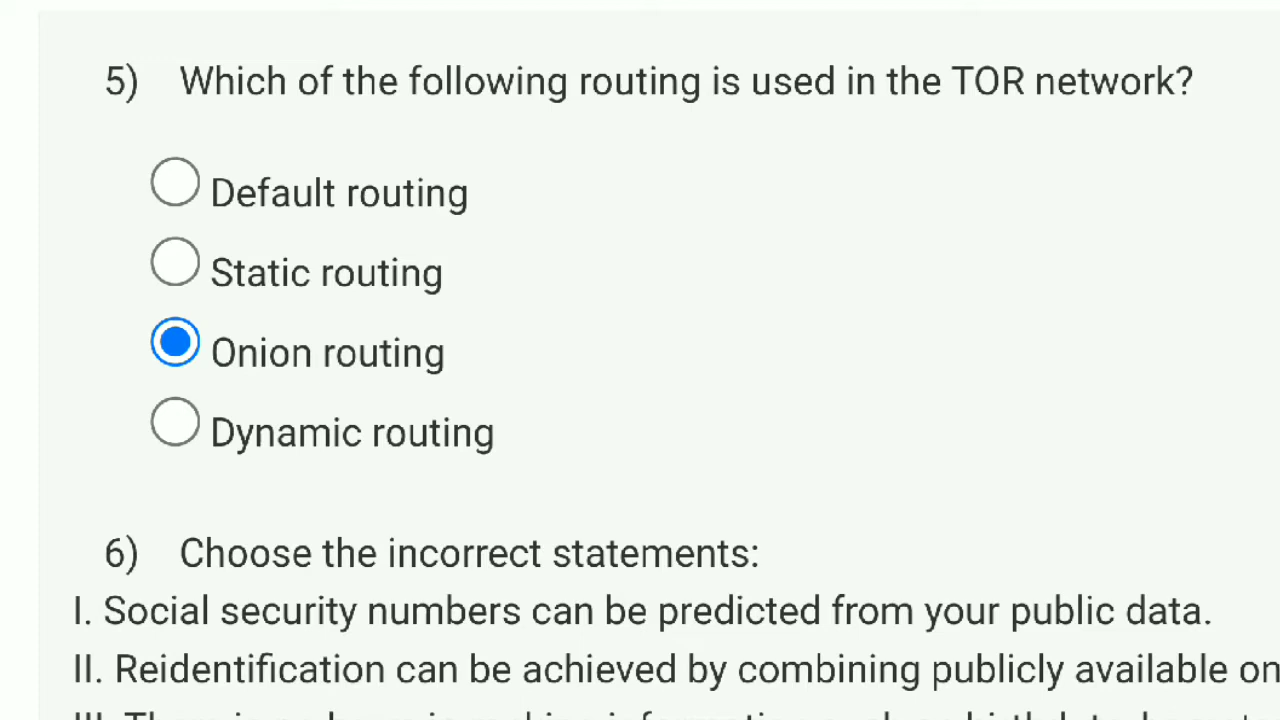 5) Which of the following routing is used in the TOR network?
Default routing
Static routing
Onion routing
Dynamic routing
6) Choose the incorrect statements:
I. Social security numbers can be predicted from your public data.
II. Reidentification can be achieved by combining publicly available on